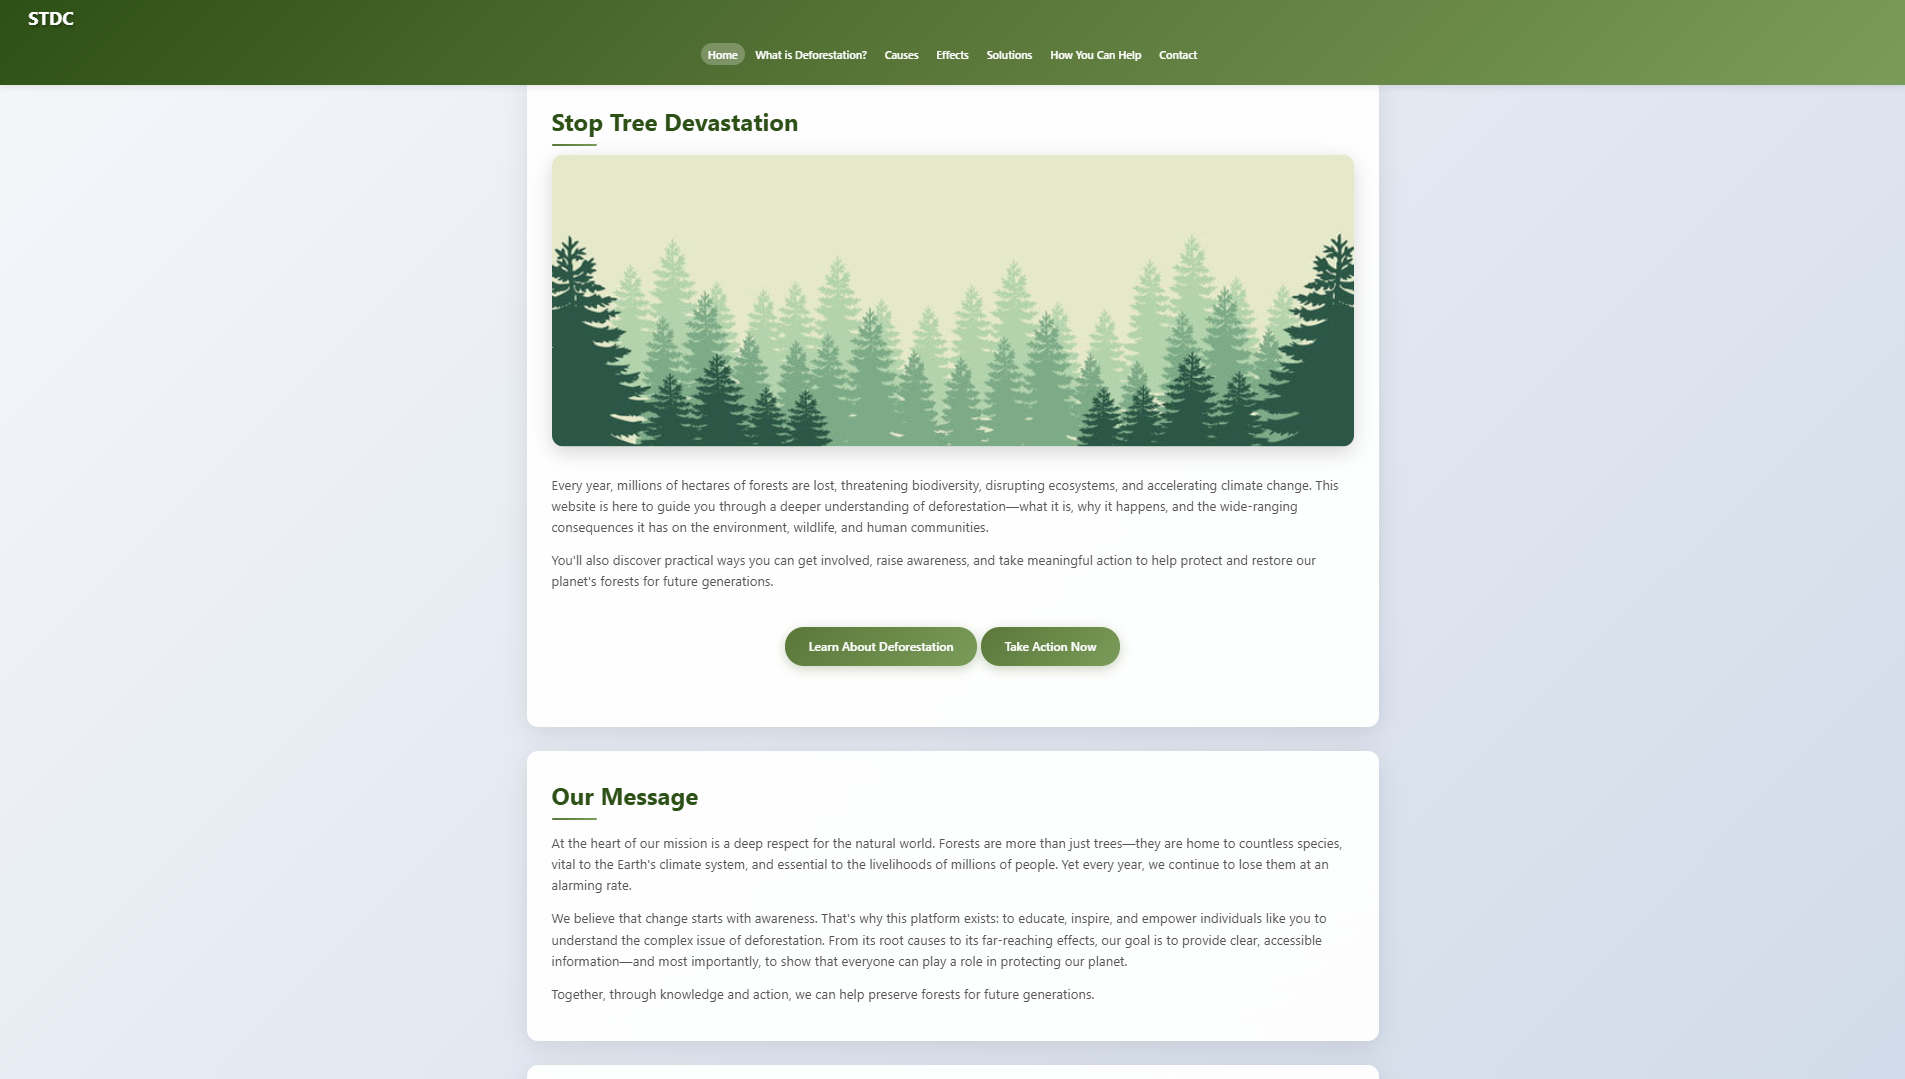 STDC
Home What is Deforestation? Causes Effects Solutions How You Can Help Contact
Stop Tree Devastation
Every year, millions of hectares of forests are lost, threatening biodiversity, disrupting ecosystems, and accelerating climate change. This
website is here to guide you through a deeper understanding of deforestation—what it is, why it happens, and the wide-ranging
consequences it has on the environment, wildlife, and human communities.
You'll also discover practical ways you can get involved, raise awareness, and take meaningful action to help protect and restore our
planet's forests for future generations.
Learn About Deforestation Take Action Now
Our Message
At the heart of our mission is a deep respect for the natural world. Forests are more than just trees—they are home to countless species,
vital to the Earth's climate system, and essential to the livelihoods of millions of people. Yet every year, we continue to lose them at an
alarming rate.
We believe that change starts with awareness. That's why this platform exists: to educate, inspire, and empower individuals like you to
understand the complex issue of deforestation. From its root causes to its far-reaching effects, our goal is to provide clear, accessible
information—and most importantly, to show that everyone can play a role in protecting our planet.
Together, through knowledge and action, we can help preserve forests for future generations.